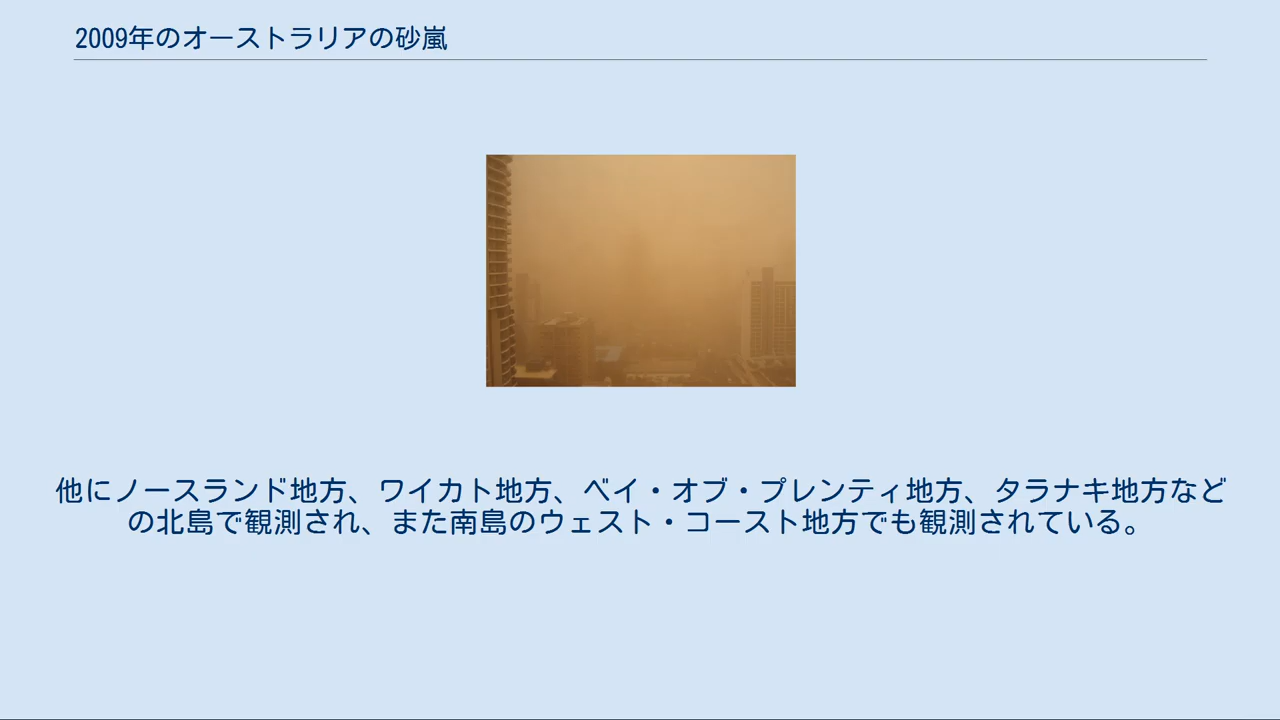 2009年のオーストラリアの砂嵐
他にノースランド地方、ワイカト地方、ベイ・オブ・プレンティ地方、タラナキ地方など
の北島で観測され、また南島のウェスト・コースト地方でも観測されている。